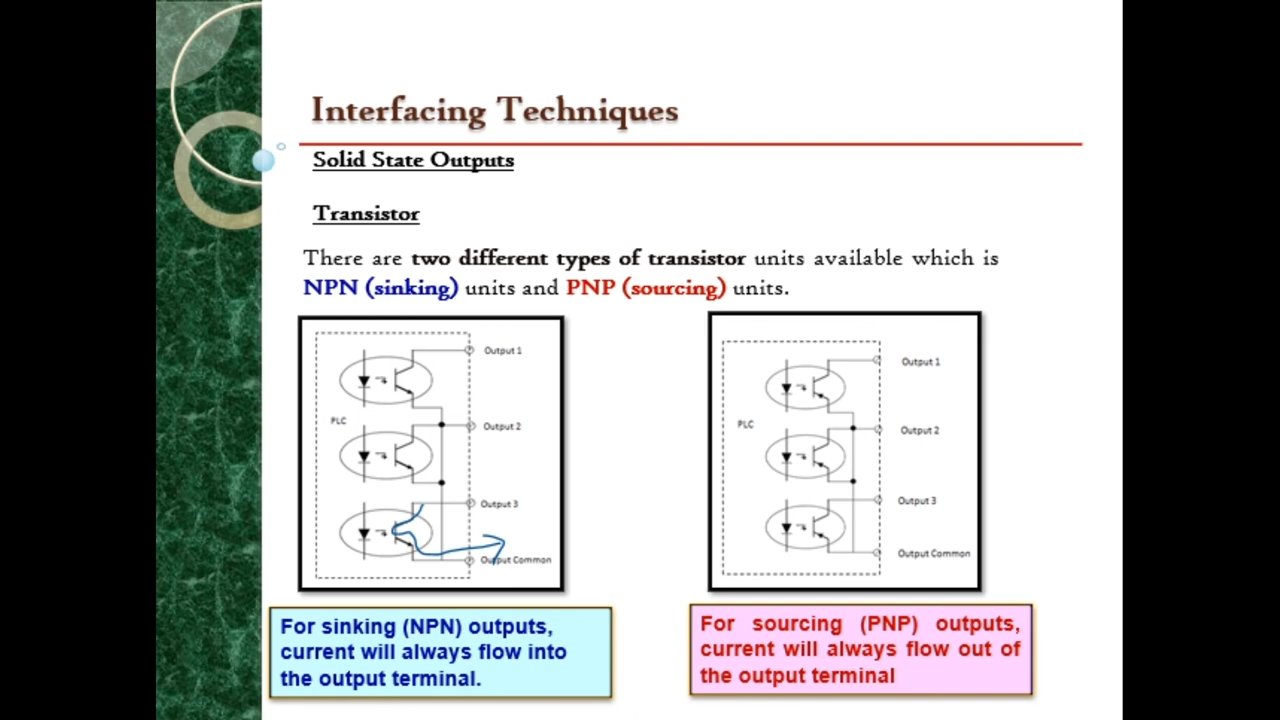 Interfacing Techniques
Solid State Outputs
Transistor
There are two different types of transistor units available which is
NPN (sinking) units and PNP (sourcing) units.
Output 1
PLC
Output 2
Output 3
Output Common
Output 1
PLC
Output 2
Output 3
Output Common
For sinking (NPN) outputs,
current will always flow into
the output terminal.
For sourcing (PNP) outputs,
current will always flow out of
the output terminal